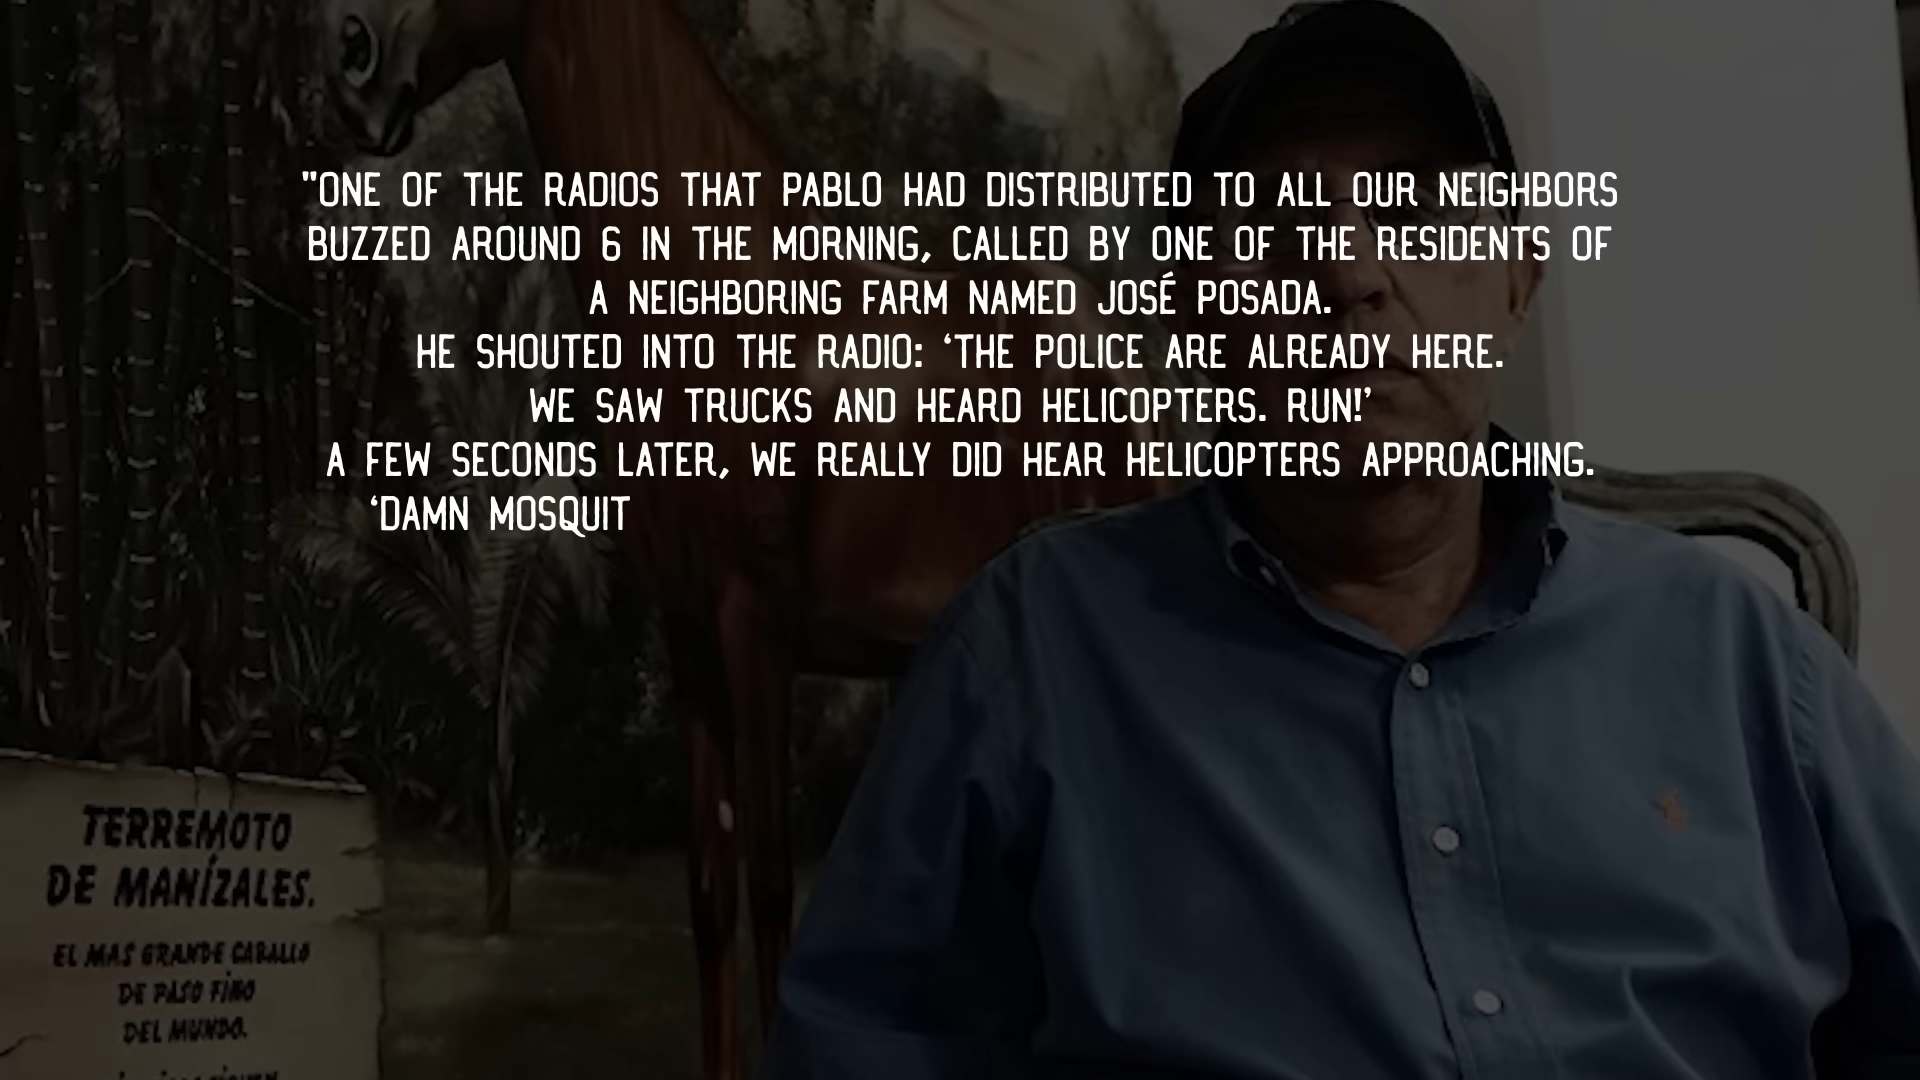 "ONE OF THE RADIOS THAT PABLO HAD DISTRIBUTED TO ALL OUR NEIGHBORS
BUZZED AROUND 6 IN THE MORNING, CALLED BY ONE OF THE RESIDENTS OF
A NEIGHBORING FARM NAMED JOSÉ POSADA.
HE SHOUTED INTO THE RADIO: ‘THE POLICE ARE ALREADY HERE.
WE SAW TRUCKS AND HEARD HELICOPTERS. RUN!’
A FEW SECONDS LATER, WE REALLY DID HEAR HELICOPTERS APPROACHING.
‘DAMN MOSQUIT
TERREMOTO
DE MANÍZALES.
EL MAS GRANDE CABALLO
DE PASO FINO
DEL MUNDO.